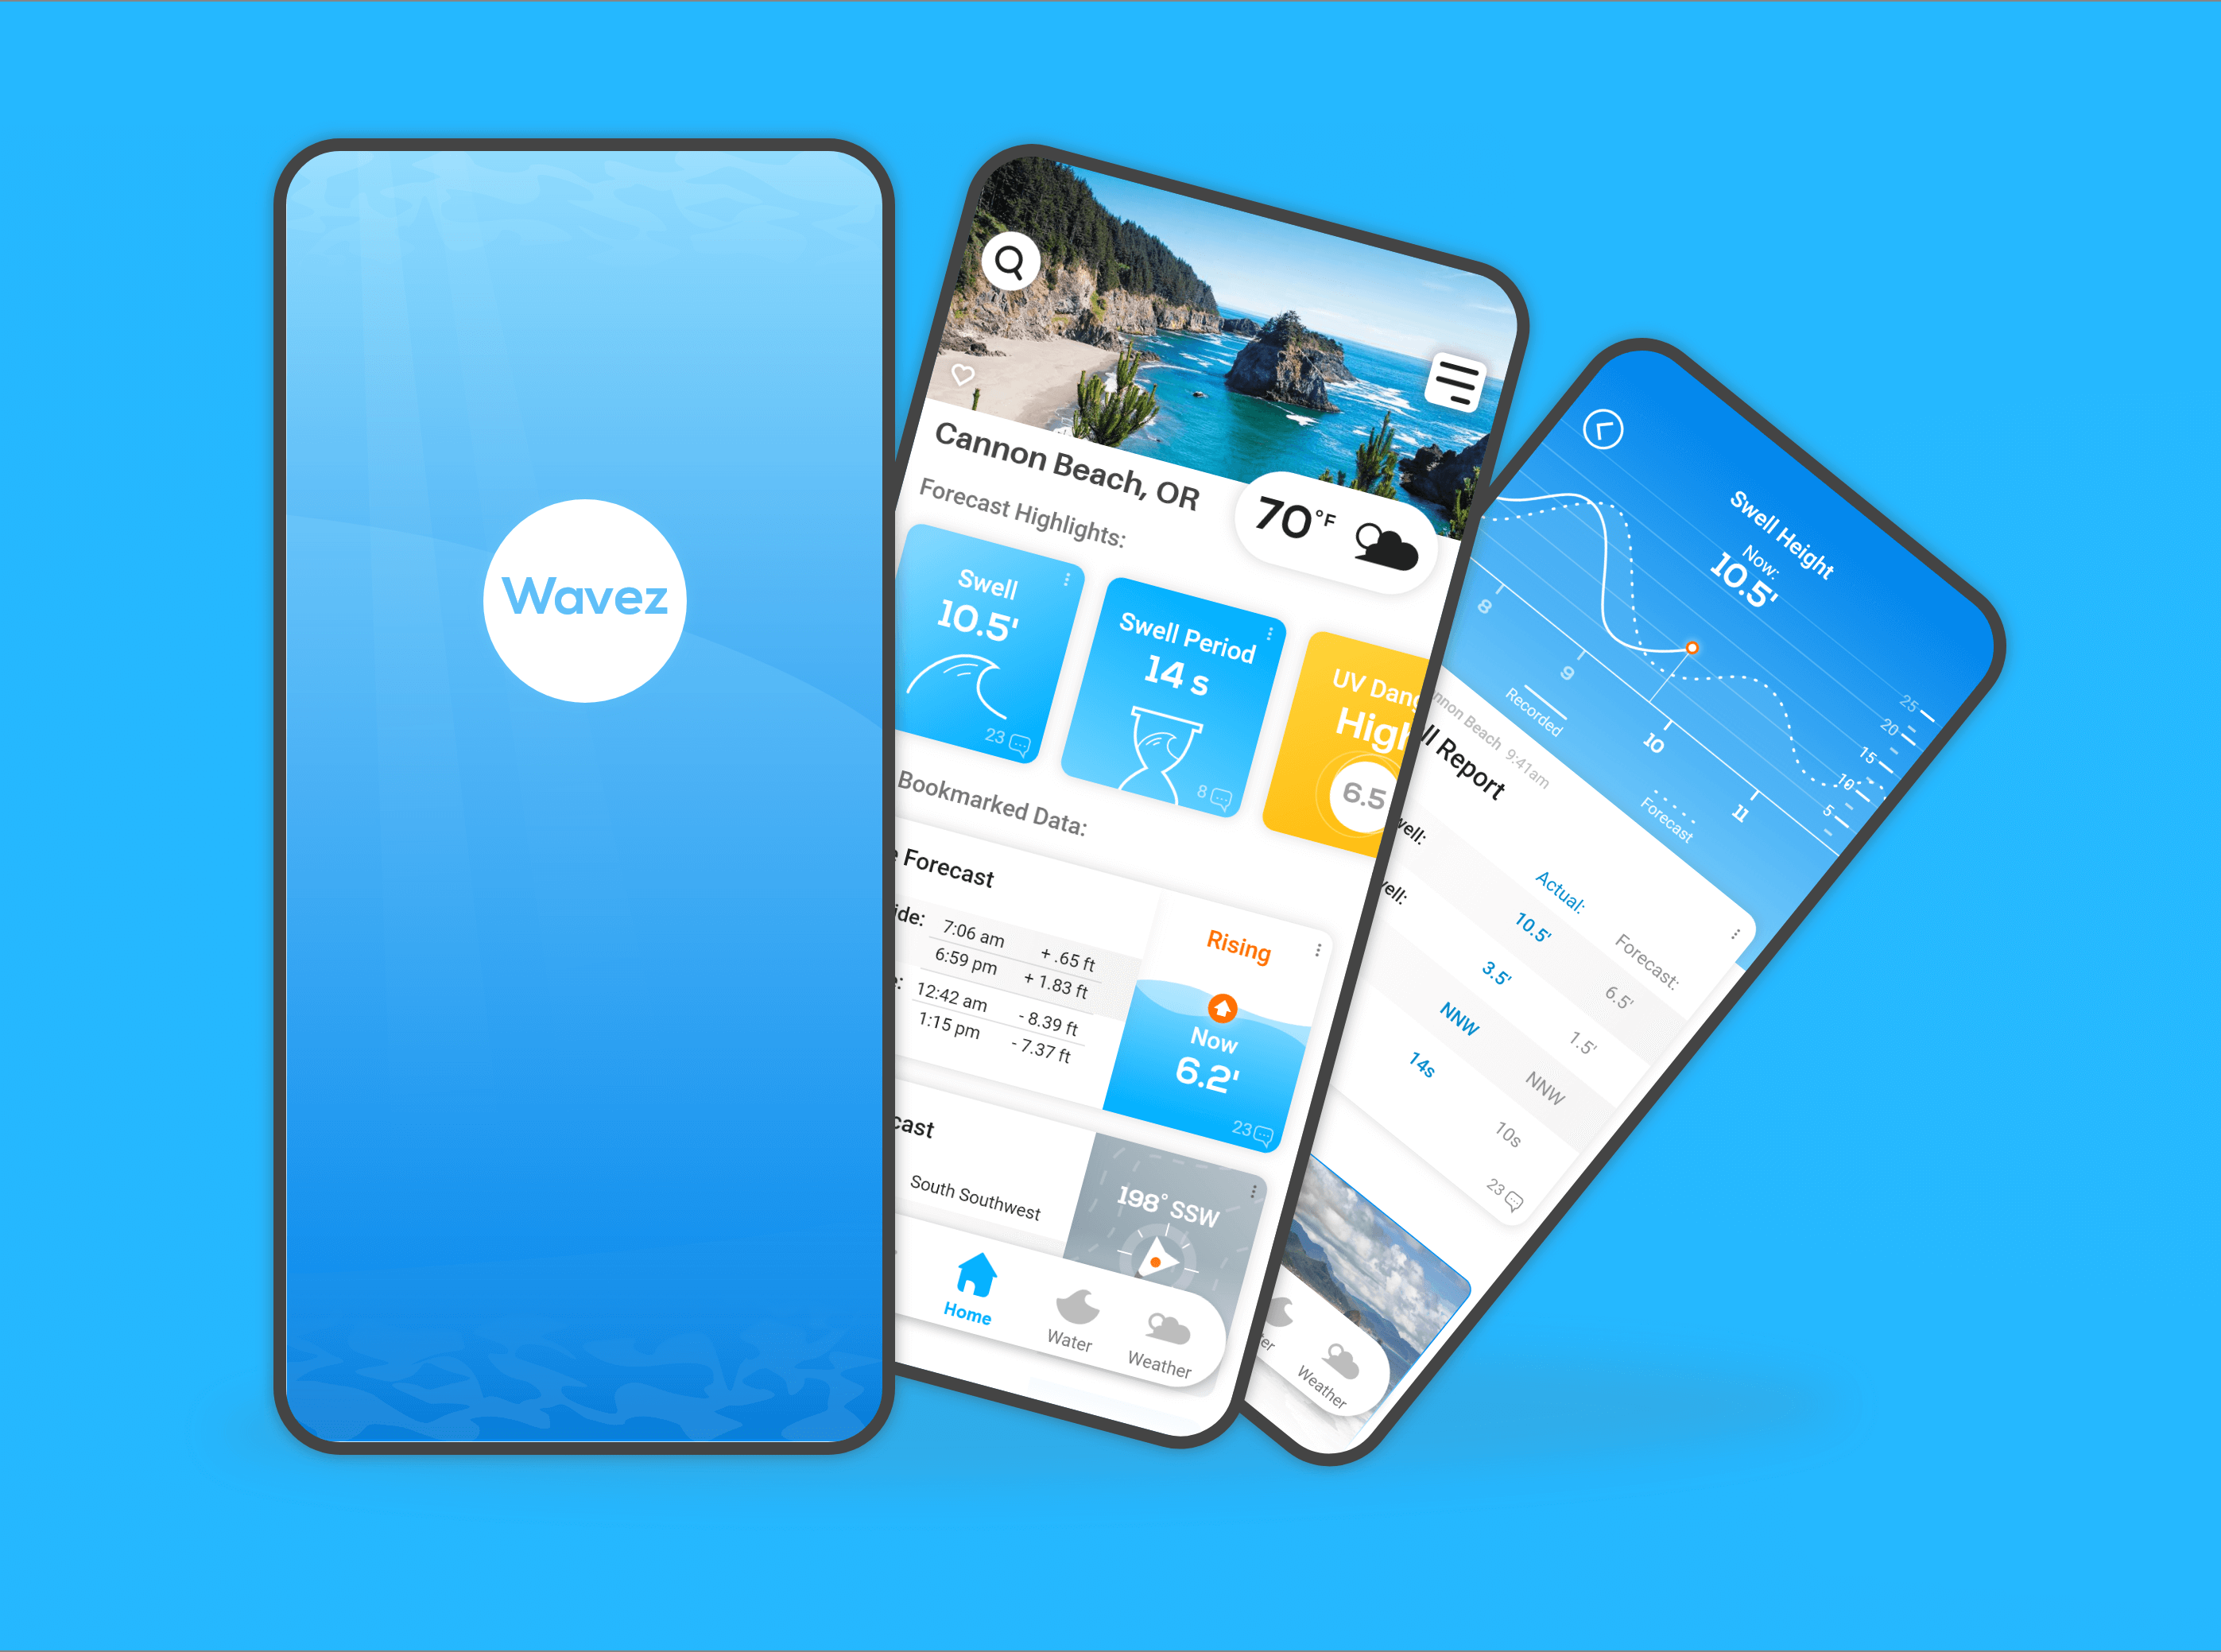 Wavez
Cannon Beach, OR
70°F
Forecast Highlights:
Swell
10.5'
23
Swell Period
14 s
8
UV Dang
High
6.5
Bookmarked Data:
Forecast
ide:
7:06 am + .65 ft
6:59 pm + 1.83 ft
e:
12:42 am - 8.39 ft
1:15 pm - 7.37 ft
Rising
Now
6.2'
23
cast
South Southwest
198° SSW
Home
Water
Weather
Swell Height
Now:
10.5'
8
9
10
11
25
20
15
10
5
Recorded
Forecast
nnon Beach 9:41am
ll Report
Actual:
Forecast:
well:
10.5'
6.5'
vell:
3.5'
1.5'
NNW
NNW
14s
10s
23
ter
Weather